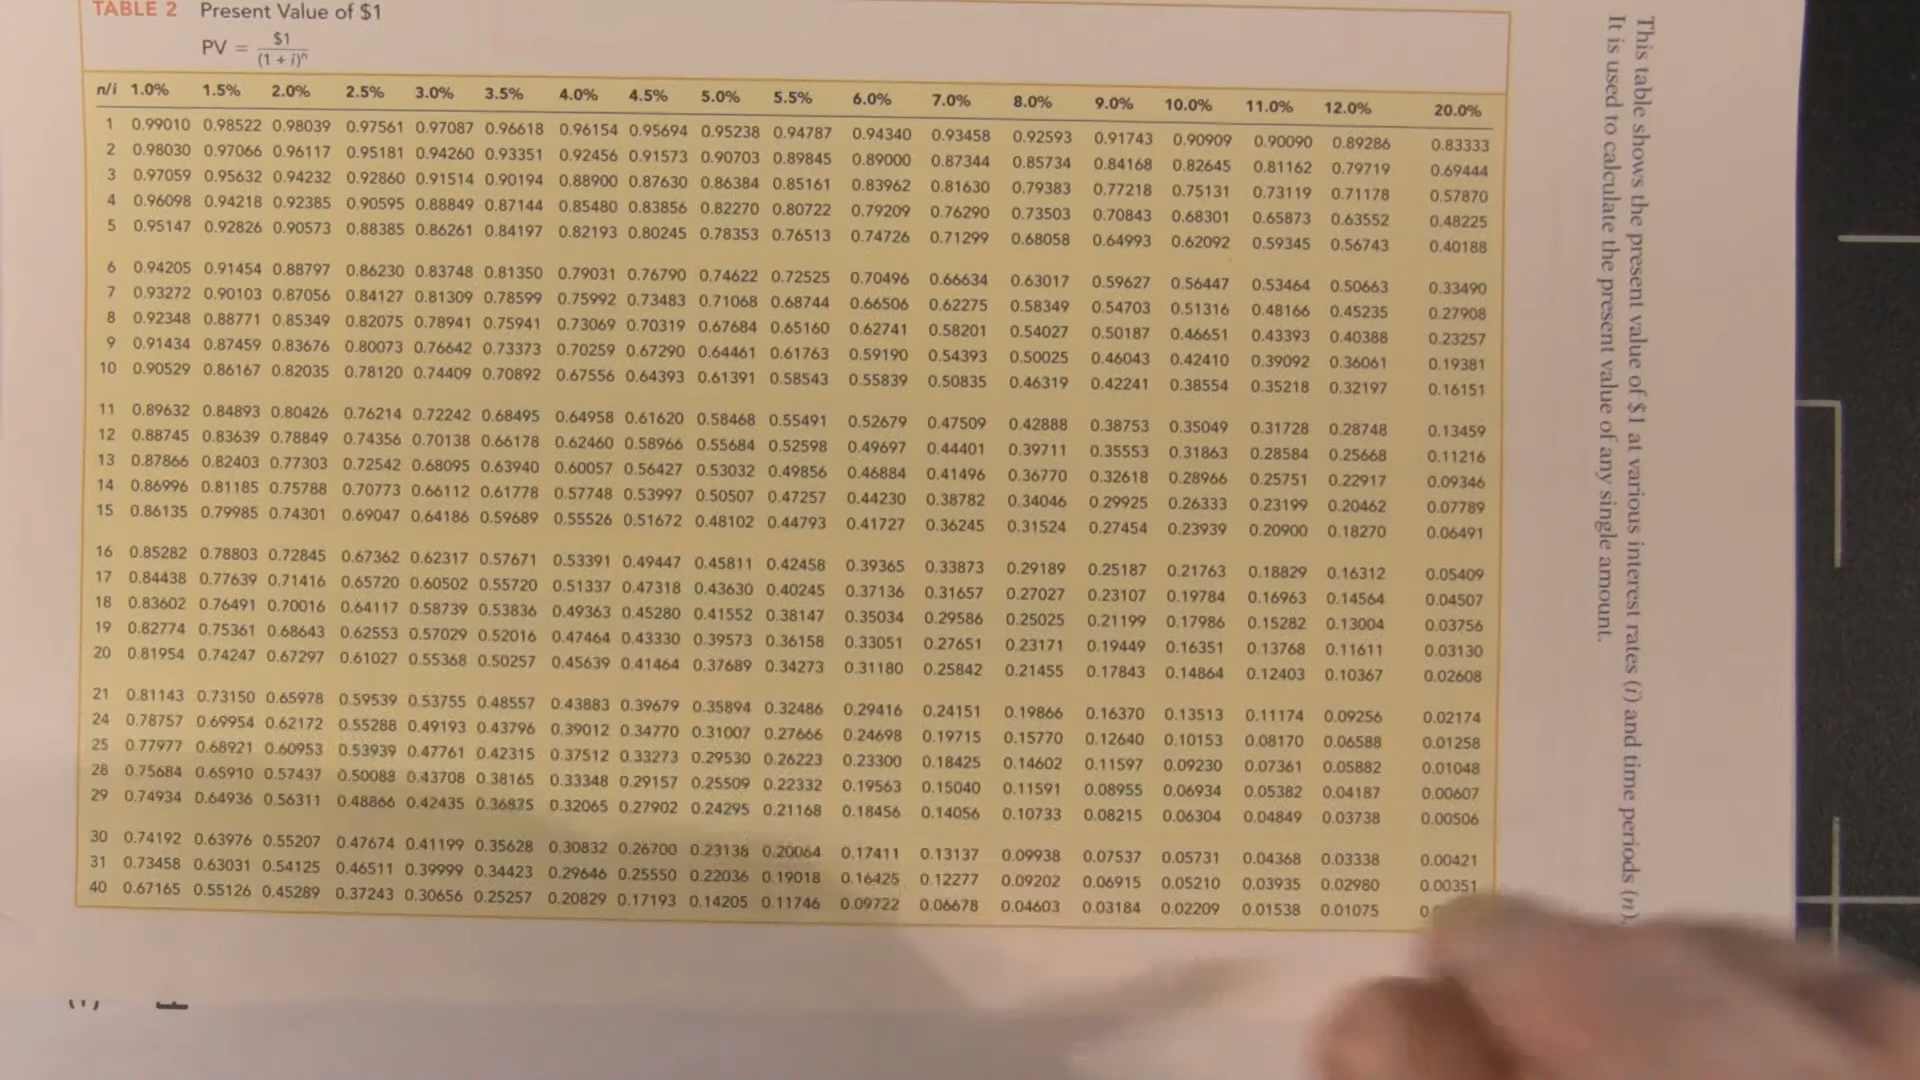 TABLE 2 Present Value of $1
PV = $1 / (1 + i)ⁿ
n/i 1.0% 1.5% 2.0% 2.5% 3.0% 3.5% 4.0% 4.5% 5.0% 5.5% 6.0% 7.0% 8.0% 9.0% 10.0% 11.0% 12.0% 20.0%
1 0.99010 0.98522 0.98039 0.97561 0.97087 0.96618 0.96154 0.95694 0.95238 0.94787 0.94340 0.93458 0.92593 0.91743 0.90909 0.90090 0.89286 0.83333
2 0.98030 0.97066 0.96117 0.95181 0.94260 0.93351 0.92456 0.91573 0.90703 0.89845 0.89000 0.87344 0.85734 0.84168 0.82645 0.81162 0.79719 0.69444
3 0.97059 0.95632 0.94232 0.92860 0.91514 0.90194 0.88900 0.87630 0.86384 0.85161 0.83962 0.81630 0.79383 0.77218 0.75131 0.73119 0.71178 0.57870
4 0.96098 0.94218 0.92385 0.90595 0.88849 0.87144 0.85480 0.83856 0.82270 0.80722 0.79209 0.76290 0.73503 0.70843 0.68301 0.65873 0.63552 0.48225
5 0.95147 0.92826 0.90573 0.88385 0.86261 0.84197 0.82193 0.80245 0.78353 0.76513 0.74726 0.71299 0.68058 0.64993 0.62092 0.59345 0.56743 0.40188
6 0.94205 0.91454 0.88797 0.86230 0.83748 0.81350 0.79031 0.76790 0.74622 0.72525 0.70496 0.66634 0.63017 0.59627 0.56447 0.53464 0.50663 0.33490
7 0.93272 0.90103 0.87056 0.84127 0.81309 0.78599 0.75992 0.73483 0.71068 0.68744 0.66506 0.62275 0.58349 0.54703 0.51316 0.48166 0.45235 0.27908
8 0.92348 0.88771 0.85349 0.82075 0.78941 0.75941 0.73069 0.70319 0.67684 0.65160 0.62741 0.58201 0.54027 0.50187 0.46651 0.43393 0.40388 0.23257
9 0.91434 0.87459 0.83676 0.80073 0.76642 0.73373 0.70259 0.67290 0.64461 0.61763 0.59190 0.54393 0.50025 0.46043 0.42410 0.39092 0.36061 0.19381
10 0.90529 0.86167 0.82035 0.78120 0.74409 0.70892 0.67556 0.64393 0.61391 0.58543 0.55839 0.50835 0.46319 0.42241 0.38554 0.35218 0.32197 0.16151
11 0.89632 0.84893 0.80426 0.76214 0.72242 0.68495 0.64958 0.61620 0.58468 0.55491 0.52679 0.47509 0.42888 0.38753 0.35049 0.31728 0.28748 0.13459
12 0.88745 0.83639 0.78849 0.74356 0.70138 0.66178 0.62460 0.58966 0.55684 0.52598 0.49697 0.44401 0.39711 0.35553 0.31863 0.28584 0.25668 0.11216
13 0.87866 0.82403 0.77303 0.72542 0.68095 0.63940 0.60057 0.56427 0.53032 0.49856 0.46884 0.41496 0.36770 0.32618 0.28966 0.25751 0.22917 0.09346
14 0.86996 0.81185 0.75788 0.70773 0.66112 0.61778 0.57748 0.53997 0.50507 0.47257 0.44230 0.38782 0.34046 0.29925 0.26333 0.23199 0.20462 0.07789
15 0.86135 0.79985 0.74301 0.69047 0.64186 0.59689 0.55526 0.51672 0.48102 0.44793 0.41727 0.36245 0.31524 0.27454 0.23939 0.20900 0.18270 0.06491
16 0.85282 0.78803 0.72845 0.67362 0.62317 0.57671 0.53391 0.49447 0.45811 0.42458 0.39365 0.33873 0.29189 0.25187 0.21763 0.18829 0.16312 0.05409
17 0.84438 0.77639 0.71416 0.65720 0.60502 0.55720 0.51337 0.47318 0.43630 0.40245 0.37136 0.31657 0.27027 0.23107 0.19784 0.16963 0.14564 0.04507
18 0.83602 0.76491 0.70016 0.64117 0.58739 0.53836 0.49363 0.45280 0.41552 0.38147 0.35034 0.29586 0.25025 0.21199 0.17986 0.15282 0.13004 0.03756
19 0.82774 0.75361 0.68643 0.62553 0.57029 0.52016 0.47464 0.43330 0.39573 0.36158 0.33051 0.27651 0.23171 0.19449 0.16351 0.13768 0.11611 0.03130
20 0.81954 0.74247 0.67297 0.61027 0.55368 0.50257 0.45639 0.41464 0.37689 0.34273 0.31180 0.25842 0.21455 0.17843 0.14864 0.12403 0.10367 0.02608
21 0.81143 0.73150 0.65978 0.59539 0.53755 0.48557 0.43883 0.39679 0.35894 0.32486 0.29416 0.24151 0.19866 0.16370 0.13513 0.11174 0.09256 0.02174
24 0.78757 0.69954 0.62172 0.55288 0.49193 0.43796 0.39012 0.34770 0.31007 0.27666 0.24698 0.19715 0.15770 0.12640 0.10153 0.08170 0.06588 0.01258
25 0.77977 0.68921 0.60953 0.53939 0.47761 0.42315 0.37512 0.33273 0.29530 0.26223 0.23300 0.18425 0.14602 0.11597 0.09230 0.07361 0.05882 0.01048
28 0.75684 0.65910 0.57437 0.50088 0.43708 0.38165 0.33348 0.29157 0.25509 0.22332 0.19563 0.15040 0.11591 0.08955 0.06934 0.05382 0.04187 0.00607
29 0.74934 0.64936 0.56311 0.48866 0.42435 0.36875 0.32065 0.27902 0.24295 0.21168 0.18456 0.14056 0.10733 0.08215 0.06304 0.04849 0.03738 0.00506
30 0.74192 0.63976 0.55207 0.47674 0.41199 0.35628 0.30832 0.26700 0.23138 0.20064 0.17411 0.13137 0.09938 0.07537 0.05731 0.04368 0.03338 0.00421
31 0.73458 0.63031 0.54125 0.46511 0.39999 0.34423 0.29646 0.25550 0.22036 0.19018 0.16425 0.12277 0.09202 0.06915 0.05210 0.03935 0.02980 0.00351
40 0.67165 0.55126 0.45289 0.37243 0.30656 0.25257 0.20829 0.17193 0.14205 0.11746 0.09722 0.06678 0.04603 0.03184 0.02209 0.01538 0.01075
This table shows the present value of $1 at various interest rates (i) and time periods (n).
It is used to calculate the present value of any single amount.